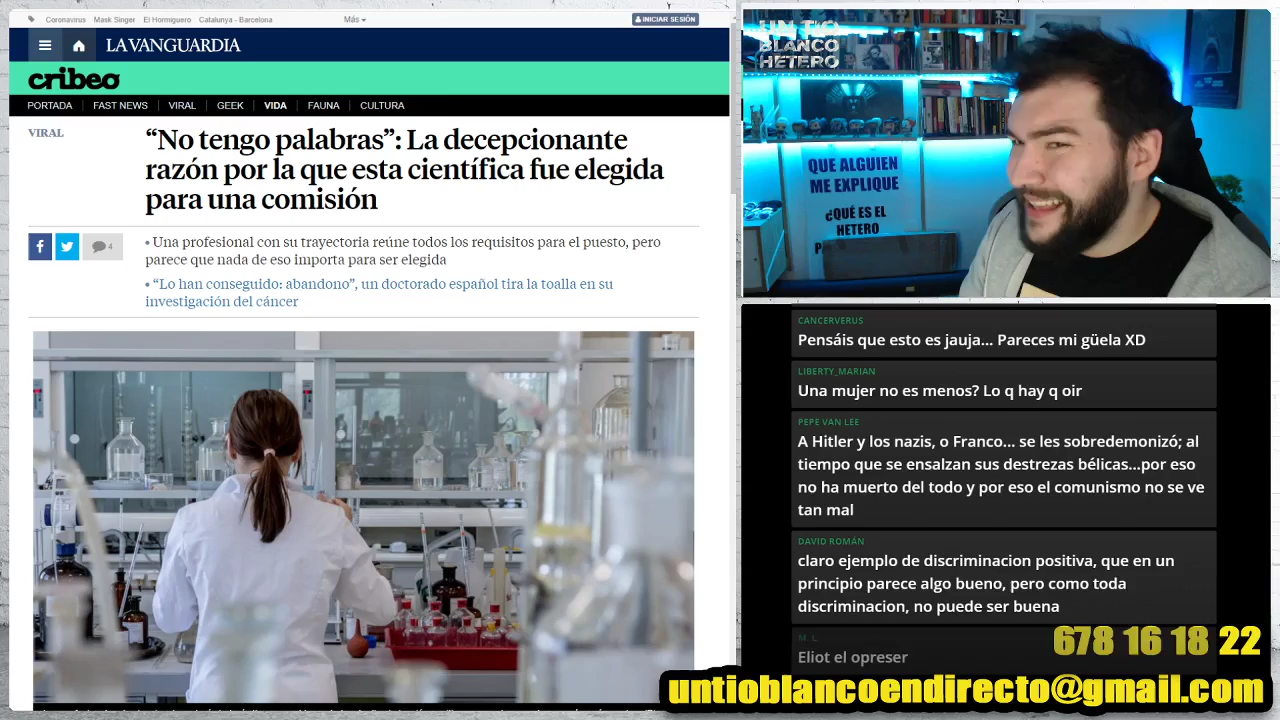 Coronavirus Mask Singer El Hormiguero Catalunya - Barcelona Más INICIAR SESIÓN
LA VANGUARDIA
cribeo
PORTADA FAST NEWS VIRAL GEEK VIDA FAUNA CULTURA
VIRAL
“No tengo palabras”: La decepcionante
razón por la que esta científica fue elegida
para una comisión
4
• Una profesional con su trayectoria reúne todos los requisitos para el puesto, pero
parece que nada de eso importa para ser elegida
• “Lo han conseguido: abandono”, un doctorado español tira la toalla en su
investigación del cáncer
UN TIO
BLANCO
HETERO
QUE ALGUIEN
ME EXPLIQUE
¿QUÉ ES EL
HETERO
CANCERVERUS
Pensáis que esto es jauja... Pareces mi güela XD
LIBERTY_MARIAN
Una mujer no es menos? Lo q hay q oir
PEPE VAN LEE
A Hitler y los nazis, o Franco... se les sobredemonizó; al
tiempo que se ensalzan sus destrezas bélicas...por eso
no ha muerto del todo y por eso el comunismo no se ve
tan mal
DAVID ROMÁN
claro ejemplo de discriminacion positiva, que en un
principio parece algo bueno, pero como toda
discriminacion, no puede ser buena
M L
Eliot el opreser
678 16 18 22
untioblancoendirecto@gmail.com